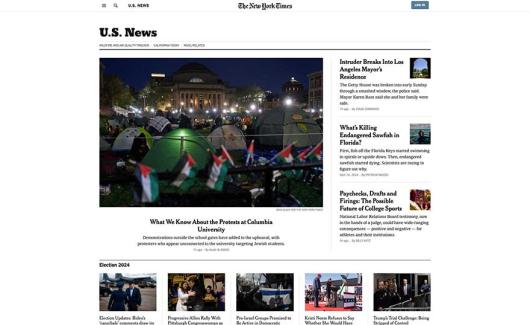 U.S. NEWS
The New York Times
LOG IN
U.S. News
WILDFIRE AND AIR QUALITY TRACKER
CALIFORNIA TODAY
RACE/RELATED
What We Know About the Protests at Columbia
University
Demonstrations outside the school gates have added to the upheaval, with
protesters who appear unconnected to the university targeting Jewish students.
Intruder Breaks Into Los
Angeles Mayor's
Residence
The Getty House was broken into early Sunday
through a smashed window, the police said.
Mayor Karen Bass said she and her family were
safe.
What's Killing
Endangered Sawfish in
Florida?
First, fish off the Florida Keys started swimming
in spirals or upside down. Then, endangered
sawfish started dying. Scientists are racing to
figure out why.
Paychecks, Drafts and
Firings: The Possible
Future of College Sports
National Labor Relations Board testimony, now
in the hands of a judge, could have wide-ranging
consequences — positive and negative — for
athletes and their institutions.
Election 2024
Election Updates: Biden's
'cannibals' comments draw ire
Progressive Allies Rally With
Pittsburgh Congresswoman as
Pro-Israel Groups Promised to
Be Active in Democratic
Kristi Noem Refuses to Say
Whether She Would Have
Trump's Trial Challenge: Being
Stripped of Control